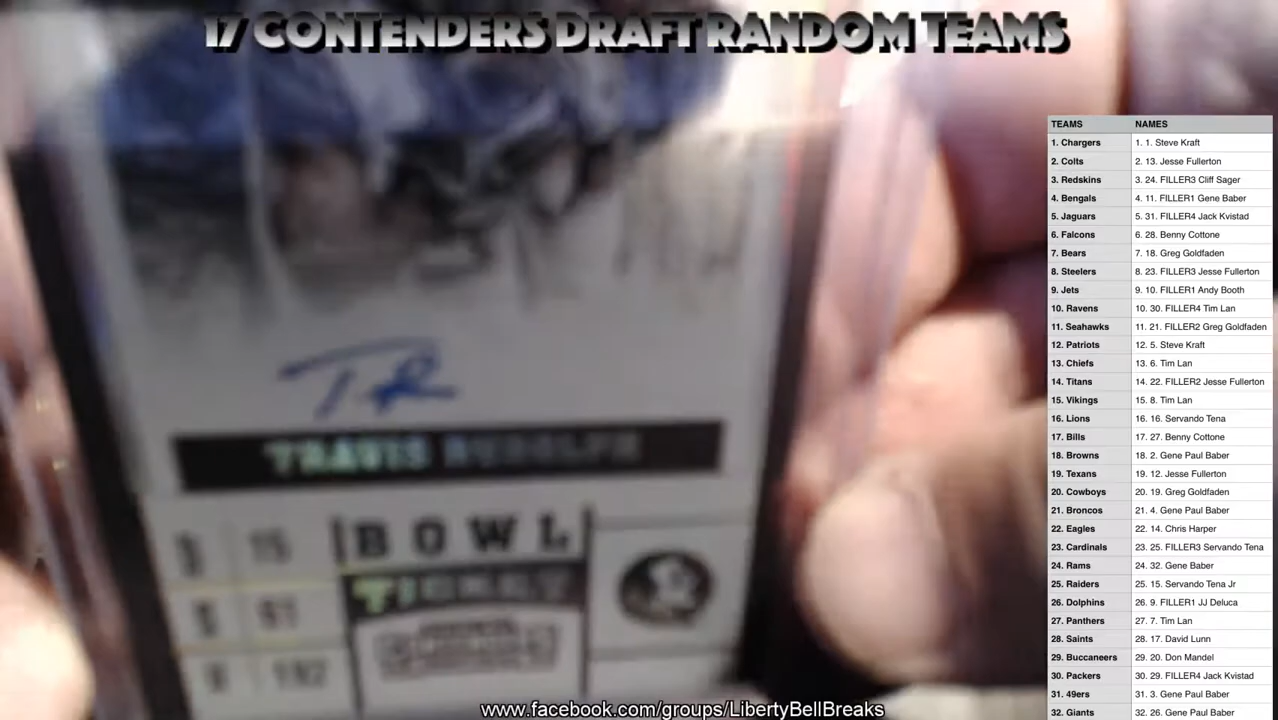 17 CONTENDERS DRAFT RANDOM TEAMS
TEAMS NAMES
1. Chargers 1. 1. Steve Kraft
2. Colts 2. 13. Jesse Fullerton
3. Redskins 3. 24. FILLER3 Cliff Sager
4. Bengals 4. 11. FILLER1 Gene Baber
5. Jaguars 5. 31. FILLER4 Jack Kvistad
6. Falcons 6. 28. Benny Cottone
7. Bears 7. 18. Greg Goldfaden
8. Steelers 8. 23. FILLER3 Jesse Fullerton
9. Jets 9. 10. FILLER1 Andy Booth
10. Ravens 10. 30. FILLER4 Tim Lan
11. Seahawks 11. 21. FILLER2 Greg Goldfaden
12. Patriots 12. 5. Steve Kraft
13. Chiefs 13. 6. Tim Lan
14. Titans 14. 22. FILLER2 Jesse Fullerton
15. Vikings 15. 8. Tim Lan
16. Lions 16. 16. Servando Tena
17. Bills 17. 27. Benny Cottone
18. Browns 18. 2. Gene Paul Baber
19. Texans 19. 12. Jesse Fullerton
20. Cowboys 20. 19. Greg Goldfaden
21. Broncos 21. 4. Gene Paul Baber
22. Eagles 22. 14. Chris Harper
23. Cardinals 23. 25. FILLER3 Servando Tena
24. Rams 24. 32. Gene Baber
25. Raiders 25. 15. Servando Tena Jr
26. Dolphins 26. 9. FILLER1 JJ Deluca
27. Panthers 27. 7. Tim Lan
28. Saints 28. 17. David Lunn
29. Buccaneers 29. 20. Don Mandel
30. Packers 30. 29. FILLER4 Jack Kvistad
31. 49ers 31. 3. Gene Paul Baber
32. Giants 32. 26. Gene Paul Baber
TR
TRAVIS RUDOLPH
15 BOWL
TICKET
192
www.facebook.com/groups/LibertyBellBreaks